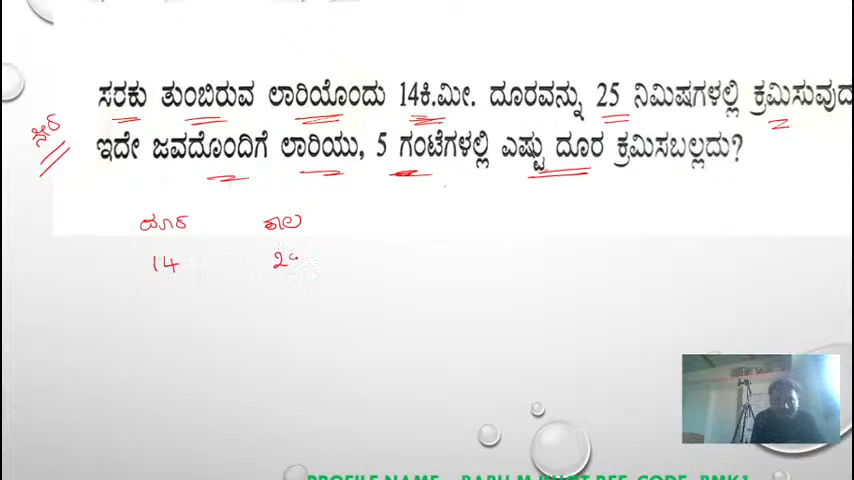 ಸರಕು ತುಂಬಿರುವ ಲಾರಿಯೊಂದು 14ಕಿ.ಮೀ. ದೂರವನ್ನು 25 ನಿಮಿಷಗಳಲ್ಲಿ ಕ್ರಮಿಸುವುದ
ನೇರ
ಇದೇ ಜವದೊಂದಿಗೆ ಲಾರಿಯು, 5 ಗಂಟೆಗಳಲ್ಲಿ ಎಷ್ಟು ದೂರ ಕ್ರಮಿಸಬಲ್ಲದು?
ದೂರ ಕಾಲ
14